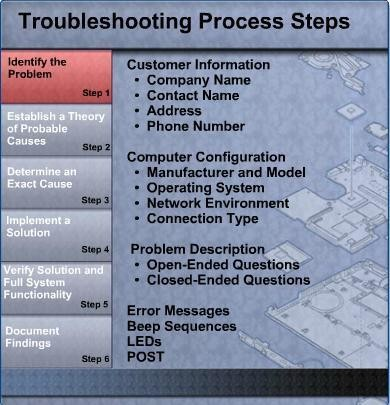 Troubleshooting Process Steps
Identify the
Problem
Step 1
Establish a Theory
of Probable
Causes
Step 2
Determine an
Exact Cause
Step 3
Implement a
Solution
Step 4
Verify Solution and
Full System
Functionality
Step 5
Document
Findings
Step 6
Customer Information
• Company Name
• Contact Name
• Address
• Phone Number
Computer Configuration
• Manufacturer and Model
• Operating System
• Network Environment
• Connection Type
Problem Description
• Open-Ended Questions
• Closed-Ended Questions
Error Messages
Beep Sequences
LEDs
POST